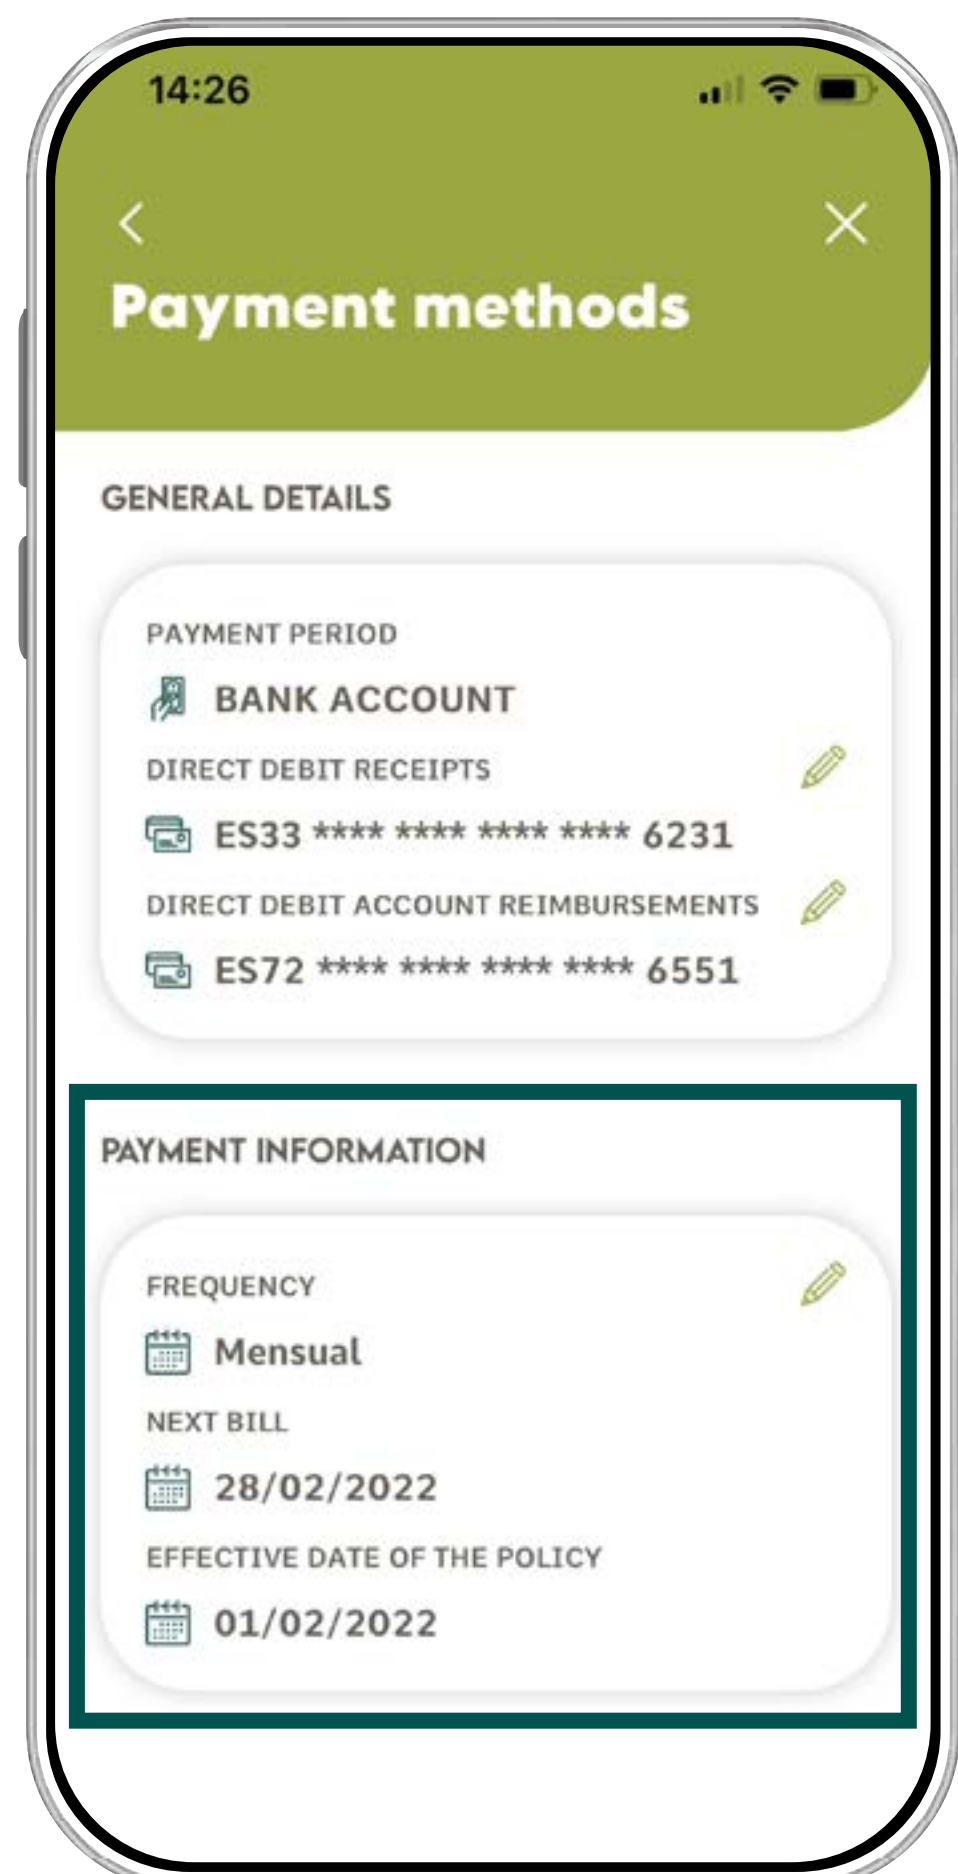 14:26
Payment methods
GENERAL DETAILS
PAYMENT PERIOD
BANK ACCOUNT
DIRECT DEBIT RECEIPTS
ES33 **** **** **** **** 6231
DIRECT DEBIT ACCOUNT REIMBURSEMENTS
ES72 **** **** **** **** 6551
PAYMENT INFORMATION
FREQUENCY
Mensual
NEXT BILL
28/02/2022
EFFECTIVE DATE OF THE POLICY
01/02/2022